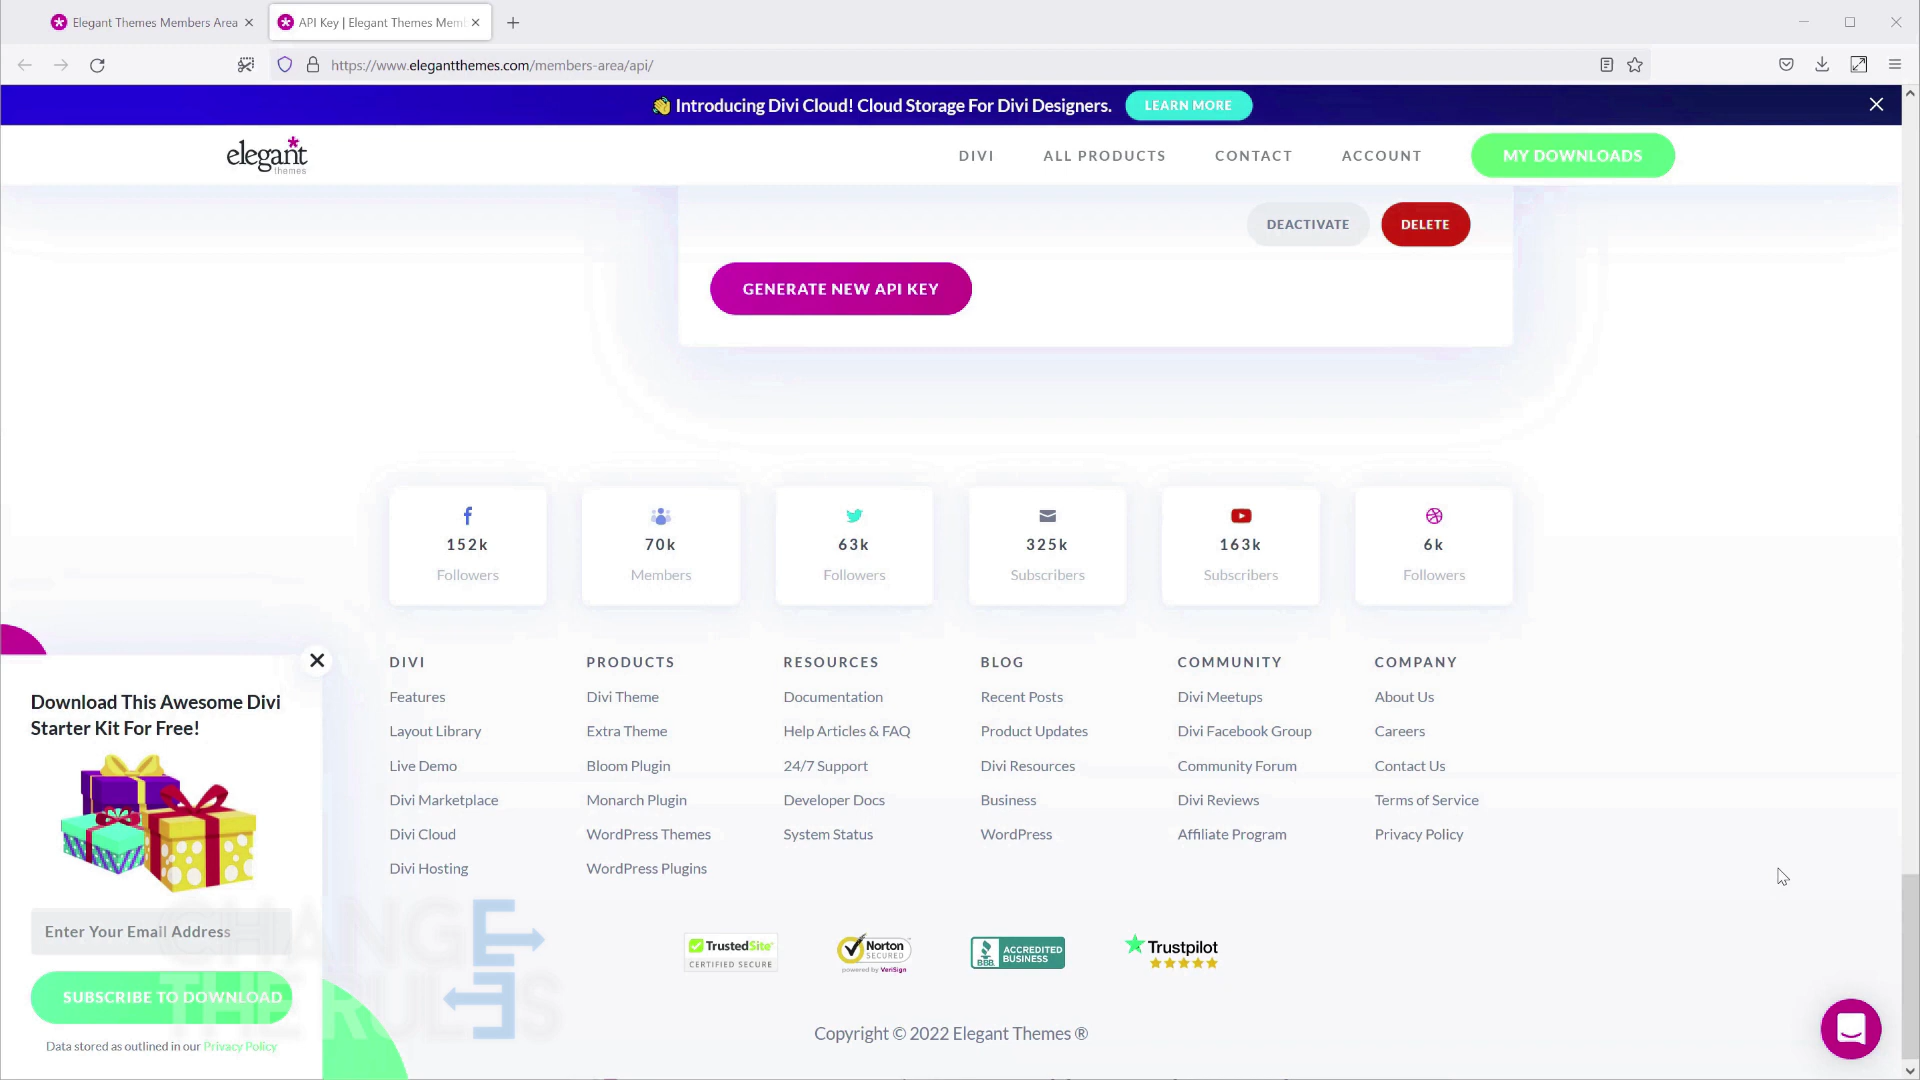 Elegant Themes Members Area
API Key | Elegant Themes Mem
https://www.elegantthemes.com/members-area/api/
Introducing Divi Cloud! Cloud Storage For Divi Designers.
LEARN MORE
elegant
themes
DIVI
ALL PRODUCTS
CONTACT
ACCOUNT
MY DOWNLOADS
DEACTIVATE
DELETE
GENERATE NEW API KEY
152k
Followers
70k
Members
63k
Followers
325k
Subscribers
163k
Subscribers
6k
Followers
DIVI
Features
Layout Library
Live Demo
Divi Marketplace
Divi Cloud
Divi Hosting
PRODUCTS
Divi Theme
Extra Theme
Bloom Plugin
Monarch Plugin
WordPress Themes
WordPress Plugins
RESOURCES
Documentation
Help Articles & FAQ
24/7 Support
Developer Docs
System Status
BLOG
Recent Posts
Product Updates
Divi Resources
Business
WordPress
COMMUNITY
Divi Meetups
Divi Facebook Group
Community Forum
Divi Reviews
Affiliate Program
COMPANY
About Us
Careers
Contact Us
Terms of Service
Privacy Policy
Download This Awesome Divi
Starter Kit For Free!
Enter Your Email Address
SUBSCRIBE TO DOWNLOAD
Data stored as outlined in our Privacy Policy
CHANGE
THE RULES
TrustedSite
CERTIFIED SECURE
Norton
SECURED
powered by VeriSign
BBB
ACCREDITED
BUSINESS
Trustpilot
Copyright © 2022 Elegant Themes ®